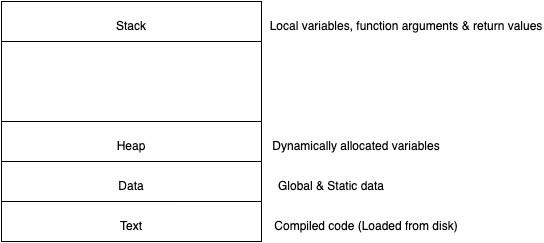 Stack Local variables, function arguments & return values
Heap Dynamically allocated variables
Data Global & Static data
Text Compiled code (Loaded from disk)